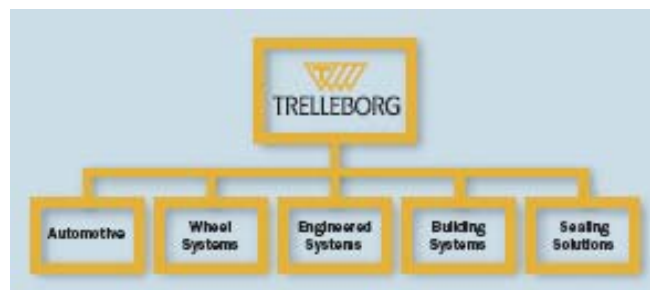 TRELLEBORG
Automotive
Wheel
Systems
Engineered
Systems
Building
Systems
Sealing
Solutions